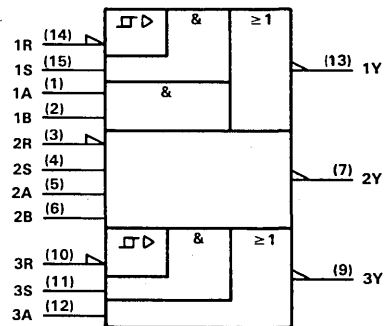 & ≥1
1R (14)
1S (15)
1A (1)
1B (2)
&
(13) 1Y
2R (3)
2S (4)
2A (5)
2B (6)
(7) 2Y
& ≥1
3R (10)
3S (11)
3A (12)
(9) 3Y